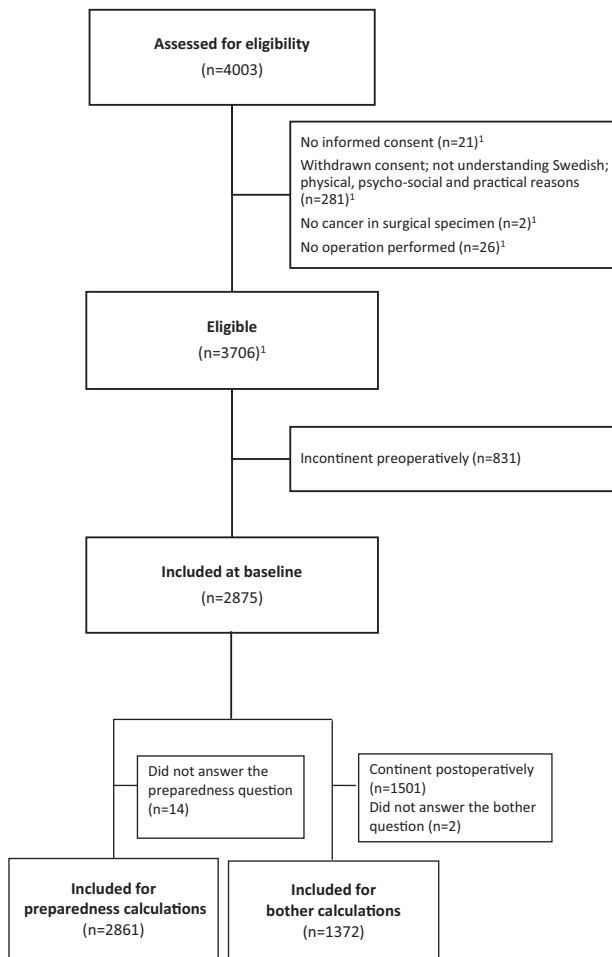 Assessed for eligibility
(n=4003)
No informed consent (n=21)¹
Withdrawn consent; not understanding Swedish;
physical, psycho-social and practical reasons
(n=281)¹
No cancer in surgical specimen (n=2)¹
No operation performed (n=26)¹
Eligible
(n=3706)¹
Incontinent preoperatively (n=831)
Included at baseline
(n=2875)
Did not answer the
preparedness question
(n=14)
Continent postoperatively
(n=1501)
Did not answer the bother
question (n=2)
Included for
preparedness calculations
(n=2861)
Included for
bother calculations
(n=1372)